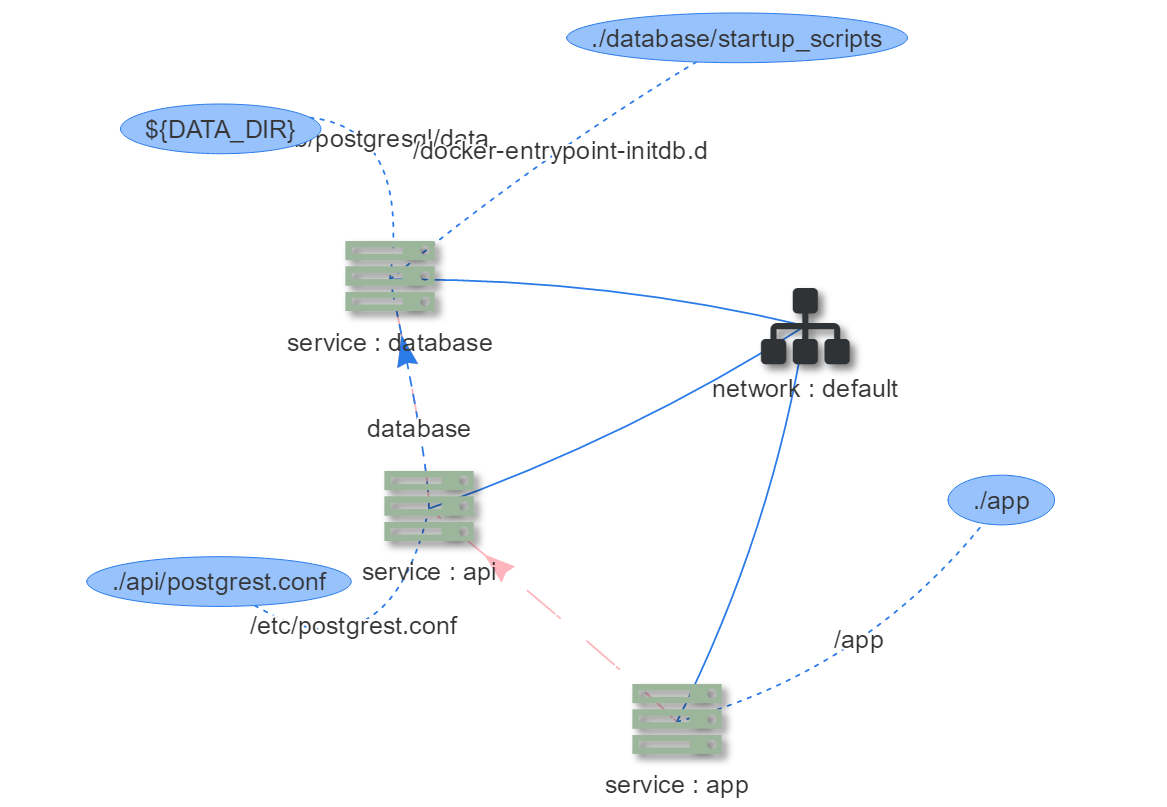 ./database/startup_scripts
${DATA_DIR}
/postgresql/data
/docker-entrypoint-initdb.d
service : database
network : default
database
./app
service : api
./api/postgrest.conf
/etc/postgrest.conf
/app
service : app